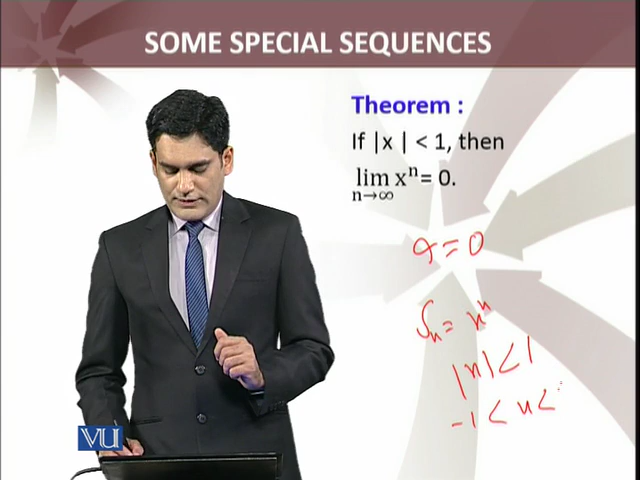 SOME SPECIAL SEQUENCES
Theorem :
If |x | < 1, then
lim xⁿ = 0.
n→∞
α = 0
Sₙ = xⁿ
|x| < 1
-1 < x <
VU